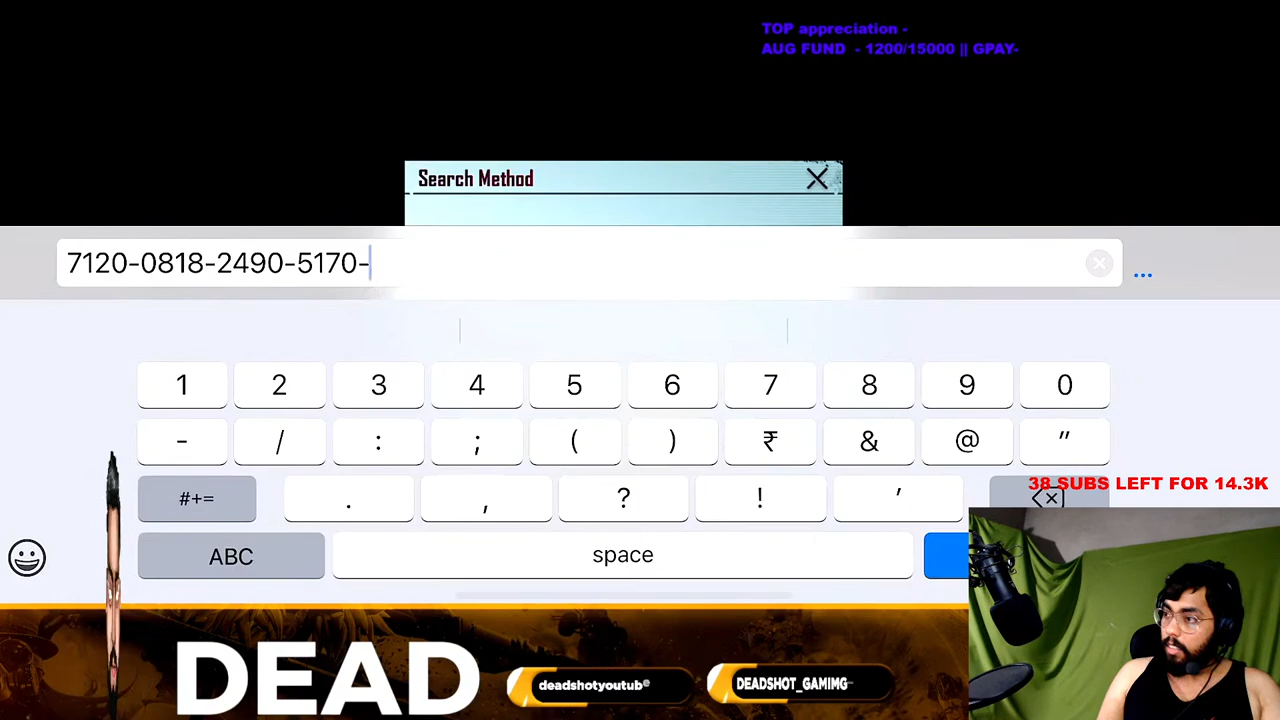 TOP appreciation -
AUG FUND - 1200/15000 || GPAY-
Search Method
7120-0818-2490-5170-
...
1 2 3 4 5 6 7 8 9 0
- / : ; ( ) ₹ & @ "
#+= . , ? ! '
38 SUBS LEFT FOR 14.3K
ABC space
DEAD
deadshotyoutub®
DEADSHOT_GAMIMG